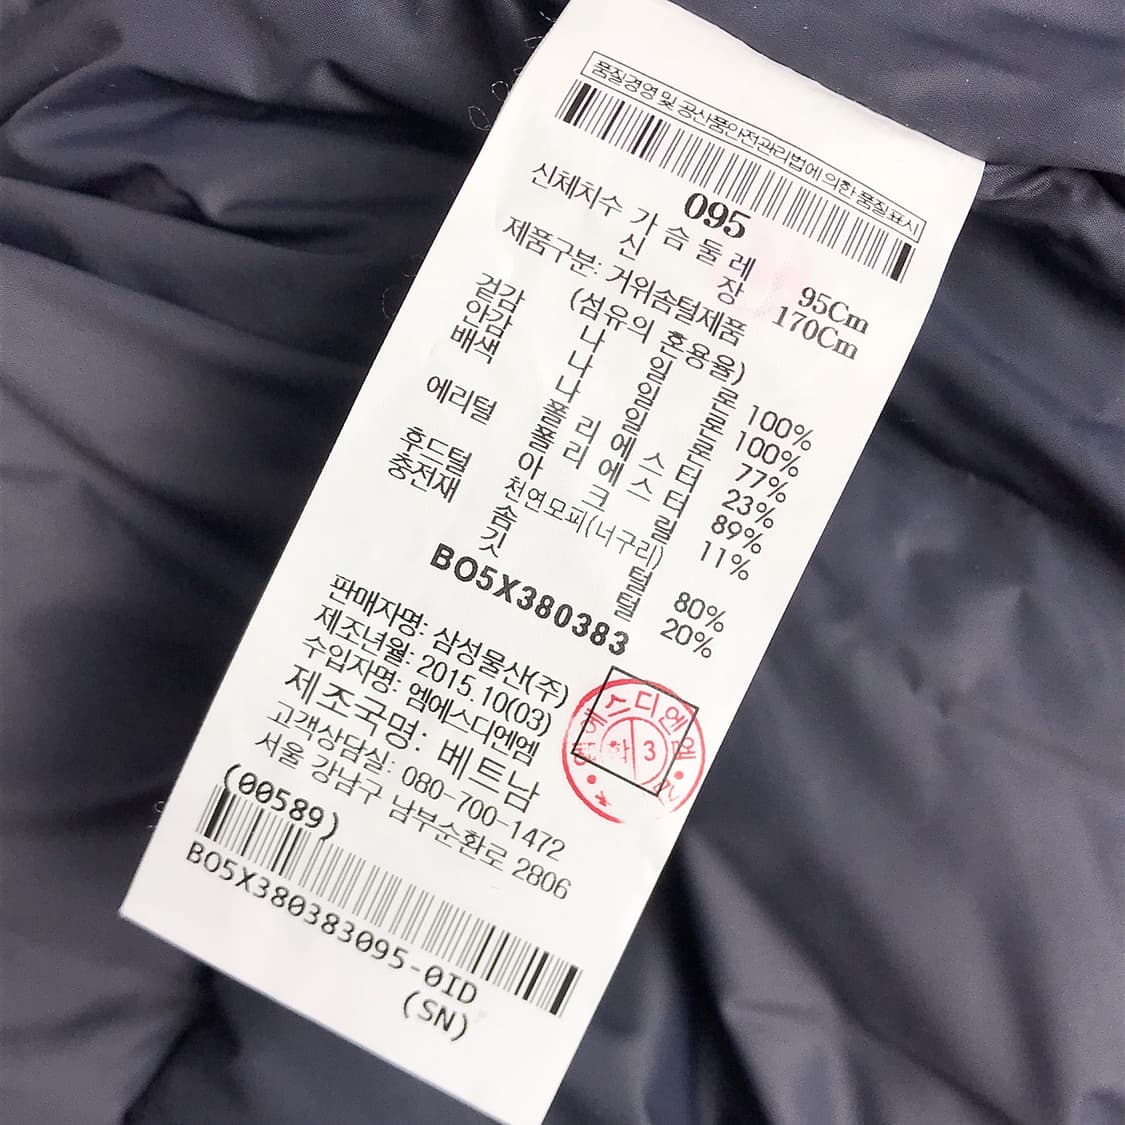 품질경영 및 공산품안전관리법에 의한 품질표시
095
신체치수 가 슴 둘 레 95Cm
신 장 170Cm
제품구분: 거위솜털제품
(섬유의 혼용율)
겉감 나 일 론 100%
안감 나 일 론 100%
배색 나 일 론 77%
폴 리 에 스 터 23%
에리털 폴 리 에 스 터 89%
아 크 릴 11%
후드털 천연모피(너구리)
충전재 솜 털 80%
깃 털 20%
BO5X380383
판매자명: 삼성물산(주)
제조년월: 2015.10(03)
수입자명: 엠에스디엔엠
제조국명: 베트남
고객상담실: 080-700-1472
서울 강남구 남부순환로 2806
(00589)
BO5X380383095-0ID
(SN)
에스디엔엠
3